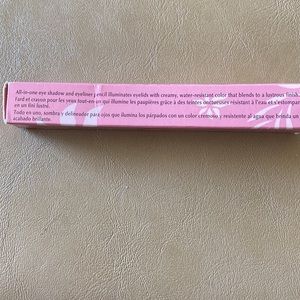 All-in-one eye shadow and eyeliner pencil illuminates eyelids with creamy, water-resistant color that blends to a lustrous finish.
Fard et crayon pour les yeux tout-en-un qui illumine les paupières grâce à des teintes onctueuses résistant à l'eau et s'estompant
en un fini lustré.
Todo en uno, sombra y delineador para ojos que ilumina los párpados con un color cremoso y resistente al agua que brinda un
acabado brillante.